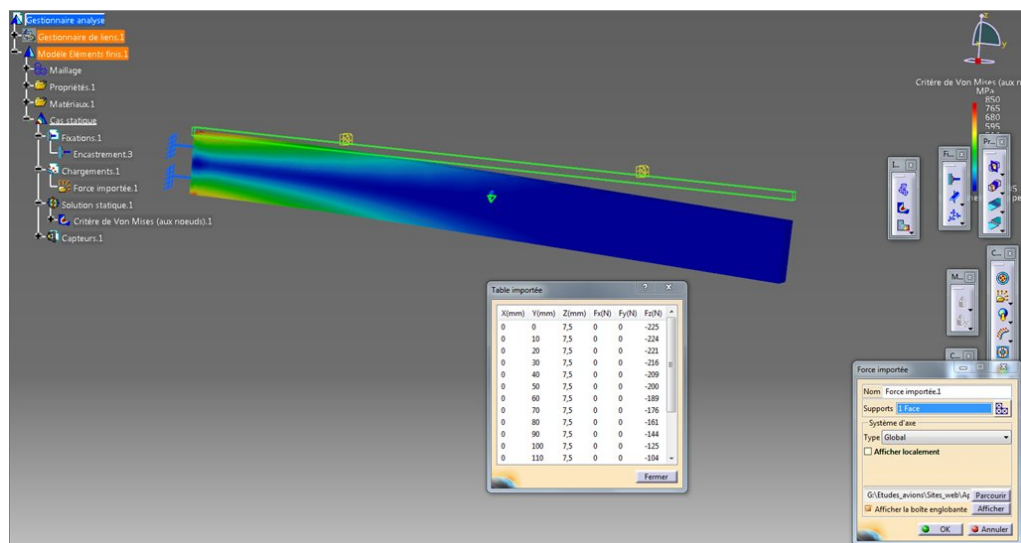 Gestionnaire analyse
Gestionnaire de liens.1
Modèle Eléments finis.1
Maillage
Propriétés.1
Matériaux.1
Cas statique
Fixations.1
Encastrement.3
Chargements.1
Force importée.1
Solution statique.1
Critère de Von Mises (aux noeuds).1
Capteurs.1
z
y
Critère de Von Mises (aux n
MPa
850
765
680
595
Pr...
Fi...
I...
C...
M...
C...
Table importée
X(mm) Y(mm) Z(mm) Fx(N) Fy(N) Fz(N)
0 0 7,5 0 0 -225
0 10 7,5 0 0 -224
0 20 7,5 0 0 -221
0 30 7,5 0 0 -216
0 40 7,5 0 0 -209
0 50 7,5 0 0 -200
0 60 7,5 0 0 -189
0 70 7,5 0 0 -176
0 80 7,5 0 0 -161
0 90 7,5 0 0 -144
0 100 7,5 0 0 -125
0 110 7,5 0 0 -104
Fermer
Force importée
Nom Force importée.1
Supports 1 Face
Système d'axe
Type Global
Afficher localement
G:\Etudes_avions\Sites_web\Ap Parcourir
Afficher la boîte englobante Afficher
OK Annuler